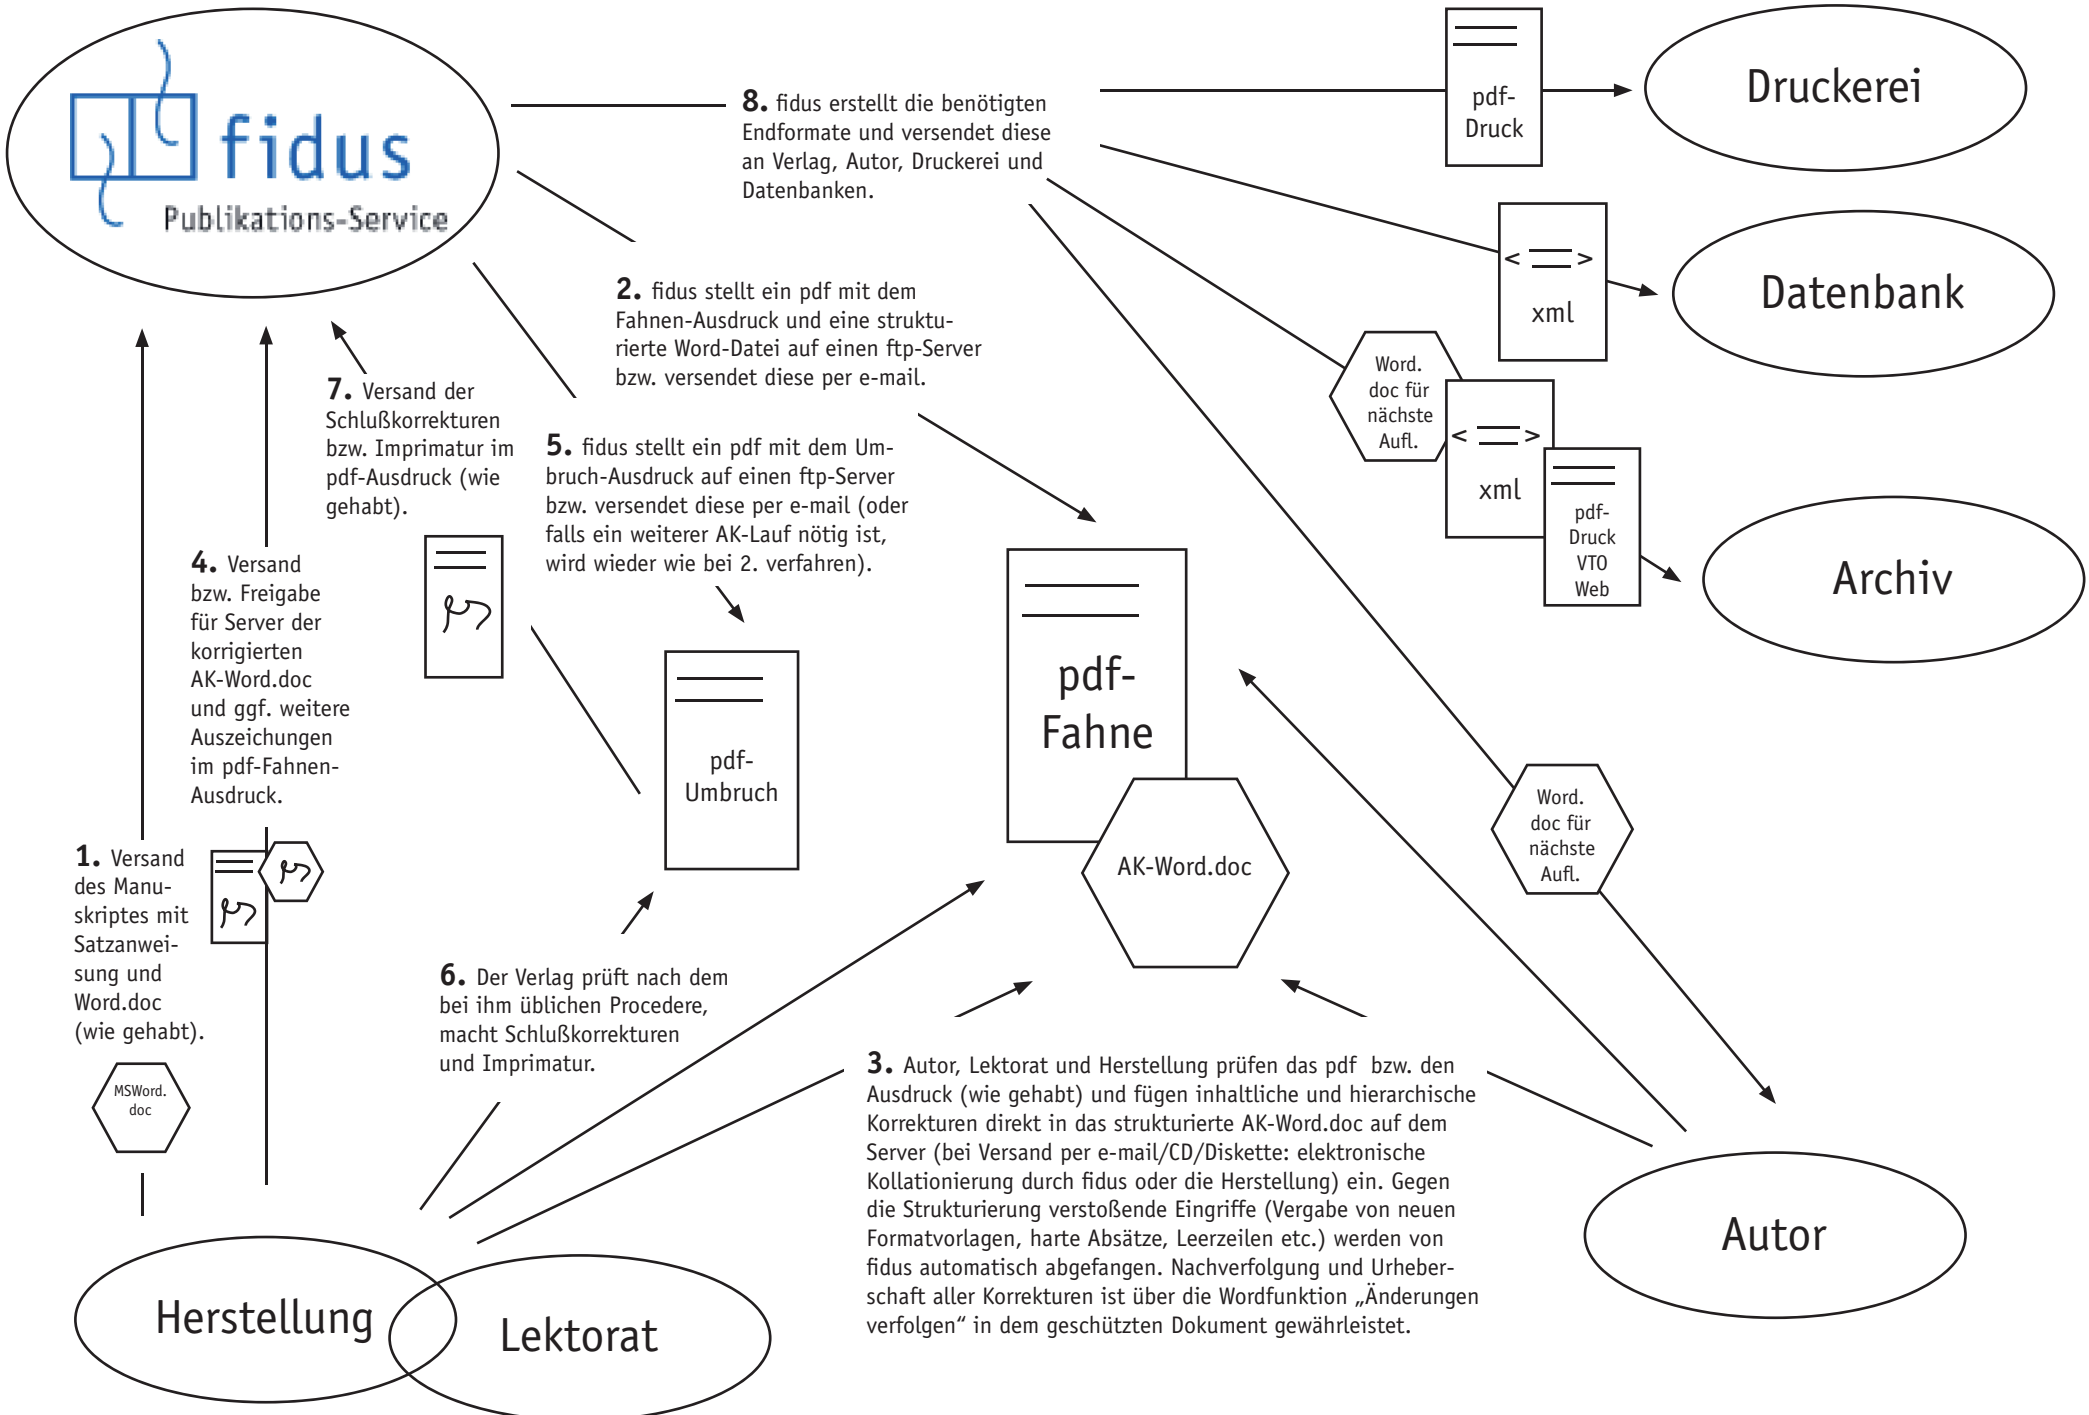 fidus
Publikations-Service
8. fidus erstellt die benötigten
Endformate und versendet diese
an Verlag, Autor, Druckerei und
Datenbanken.
pdf-
Druck
Druckerei
< >
xml
Datenbank
Word.
doc für
nächste
Aufl.
< >
xml
pdf-
Druck
VTO
Web
Archiv
2. fidus stellt ein pdf mit dem
Fahnen-Ausdruck und eine struktu-
rierte Word-Datei auf einen ftp-Server
bzw. versendet diese per e-mail.
7. Versand der
Schlußkorrekturen
bzw. Imprimatur im
pdf-Ausdruck (wie
gehabt).
5. fidus stellt ein pdf mit dem Um-
bruch-Ausdruck auf einen ftp-Server
bzw. versendet diese per e-mail (oder
falls ein weiterer AK-Lauf nötig ist,
wird wieder wie bei 2. verfahren).
4. Versand
bzw. Freigabe
für Server der
korrigierten
AK-Word.doc
und ggf. weitere
Auszeichungen
im pdf-Fahnen-
Ausdruck.
pdf-
Umbruch
pdf-
Fahne
AK-Word.doc
Word.
doc für
nächste
Aufl.
1. Versand
des Manu-
skriptes mit
Satzanwei-
sung und
Word.doc
(wie gehabt).
MSWord.
doc
6. Der Verlag prüft nach dem
bei ihm üblichen Procedere,
macht Schlußkorrekturen
und Imprimatur.
3. Autor, Lektorat und Herstellung prüfen das pdf  bzw. den
Ausdruck (wie gehabt) und fügen inhaltliche und hierarchische
Korrekturen direkt in das strukturierte AK-Word.doc auf dem
Server (bei Versand per e-mail/CD/Diskette: elektronische
Kollationierung durch fidus oder die Herstellung) ein. Gegen
die Strukturierung verstoßende Eingriffe (Vergabe von neuen
Formatvorlagen, harte Absätze, Leerzeilen etc.) werden von
fidus automatisch abgefangen. Nachverfolgung und Urheber-
schaft aller Korrekturen ist über die Wordfunktion „Änderungen
verfolgen“ in dem geschützten Dokument gewährleistet.
Autor
Herstellung
Lektorat